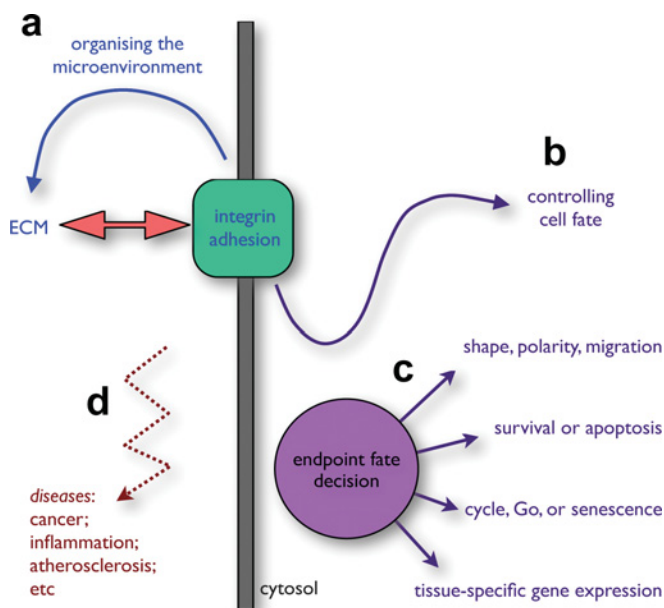 a
organising the
microenvironment
b
ECM
integrin
adhesion
controlling
cell fate
c
shape, polarity, migration
d
survival or apoptosis
endpoint fate
decision
diseases:
cancer;
inflammation;
atherosclerosis;
etc
cycle, Go, or senescence
cytosol
tissue-specific gene expression